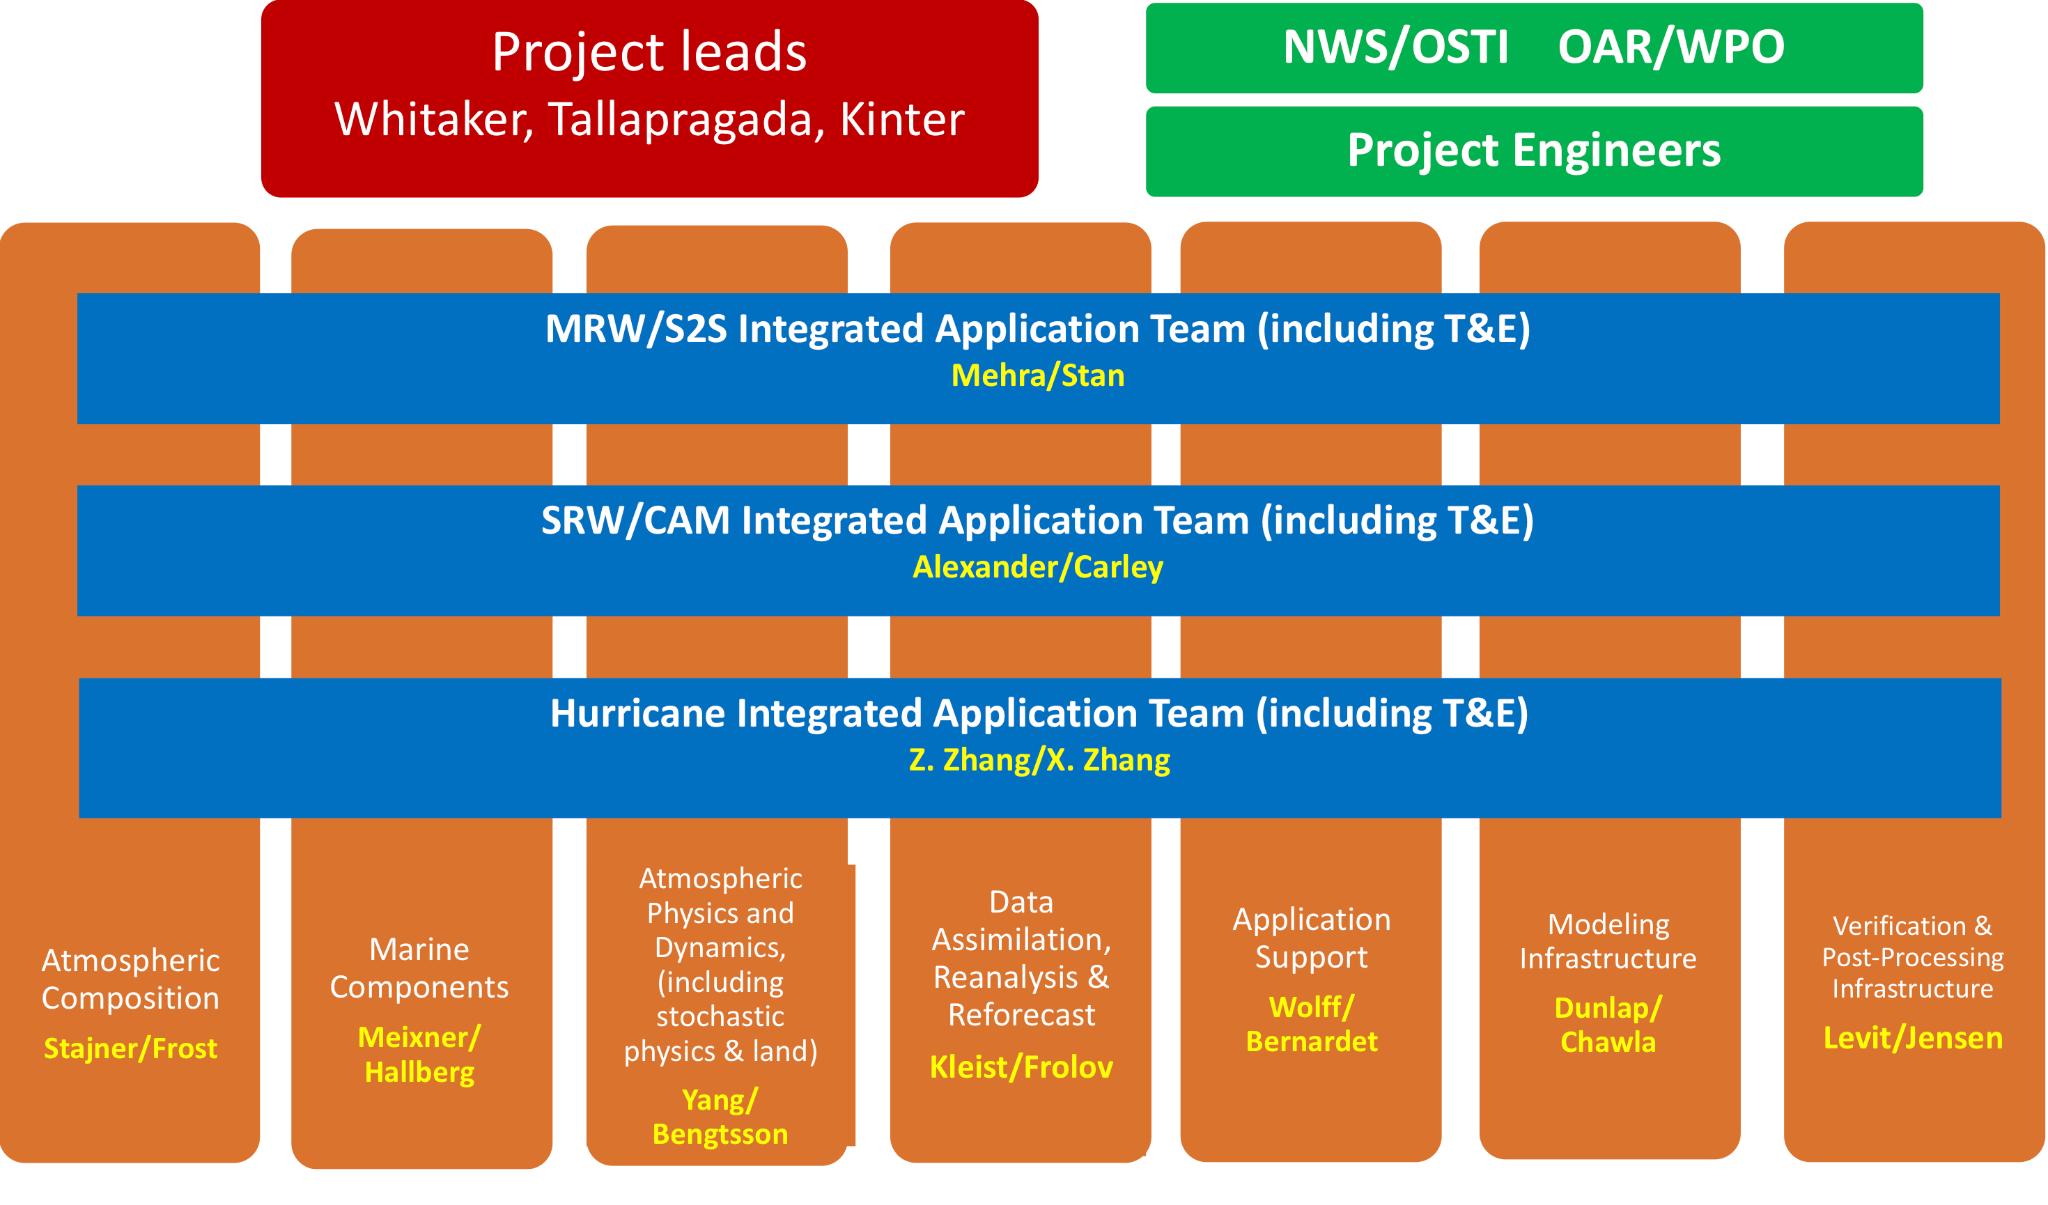 Project leads
Whitaker, Tallapragada, Kinter
NWS/OSTI OAR/WPO
Project Engineers
MRW/S2S Integrated Application Team (including T&E)
Mehra/Stan
SRW/CAM Integrated Application Team (including T&E)
Alexander/Carley
Hurricane Integrated Application Team (including T&E)
Z. Zhang/X. Zhang
Atmospheric
Composition
Stajner/Frost
Marine
Components
Meixner/
Hallberg
Atmospheric
Physics and
Dynamics,
(including
stochastic
physics & land)
Yang/
Bengtsson
Data
Assimilation,
Reanalysis &
Reforecast
Kleist/Frolov
Application
Support
Wolff/
Bernardet
Modeling
Infrastructure
Dunlap/
Chawla
Verification &
Post-Processing
Infrastructure
Levit/Jensen